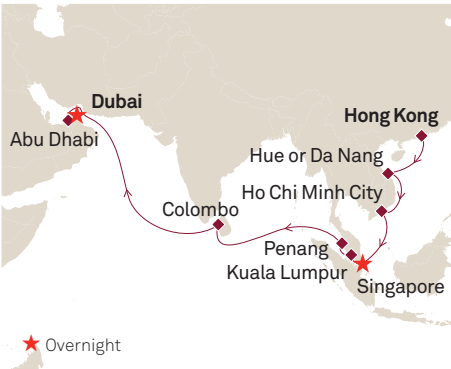 Dubai
Hong Kong
Abu Dhabi
Hue or Da Nang
Ho Chi Minh City
Colombo
Penang
Kuala Lumpur
Singapore
Overnight